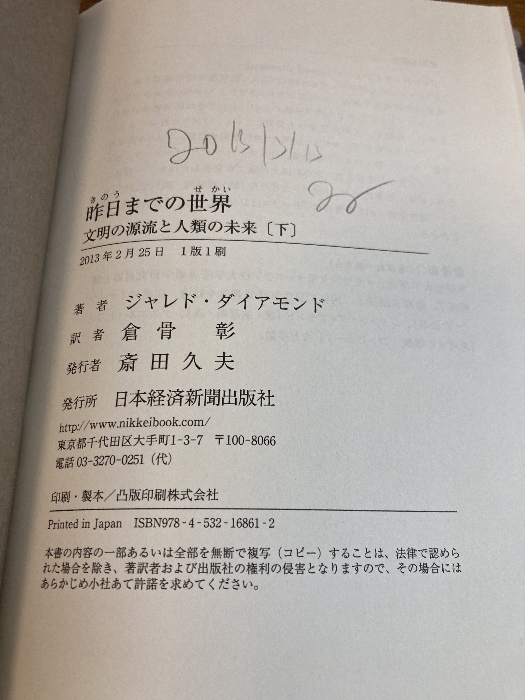 2013/3/13
昨日までの世界
文明の源流と人類の未来〔下〕
2013年2月25日 1版1刷
著者 ジャレド・ダイアモンド
訳者 倉骨 彰
発行者 斎田久夫
発行所 日本経済新聞出版社
http://www.nikkeibook.com/
東京都千代田区大手町1-3-7 〒100-8066
電話 03-3270-0251（代）
印刷・製本／凸版印刷株式会社
Printed in Japan ISBN978-4-532-16861-2
本書の内容の一部あるいは全部を無断で複写（コピー）することは、法律で認めら
れた場合を除き、著訳者および出版社の権利の侵害となりますので、その場合には
あらかじめ小社あて許諾を求めてください。